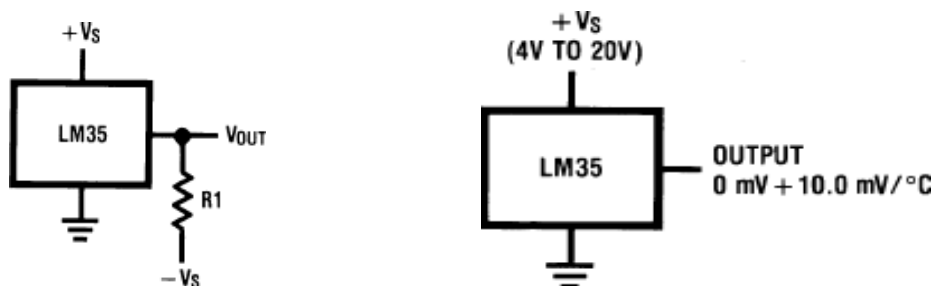 +VS
LM35
VOUT
R1
−VS
+VS
(4V TO 20V)
LM35
OUTPUT
0 mV + 10.0 mV/°C